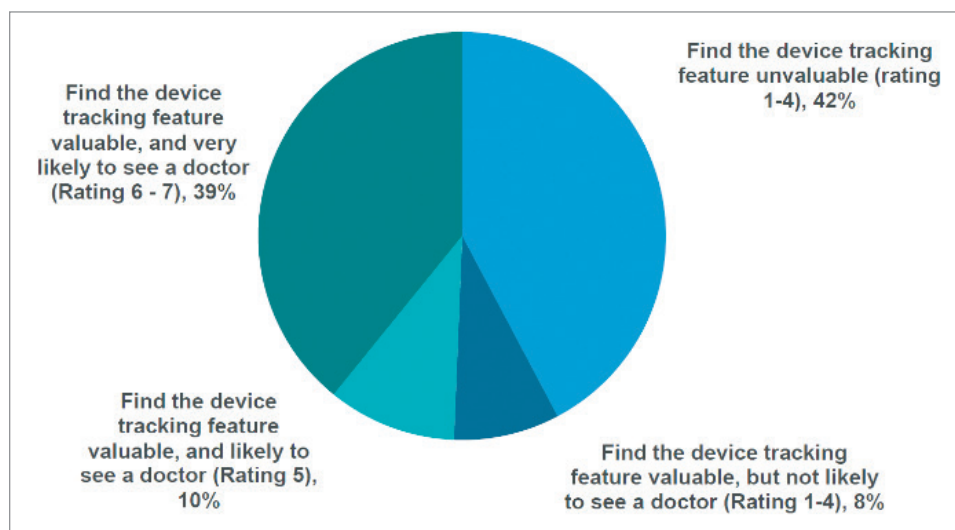 Find the device tracking
feature unvaluable (rating
1-4), 42%
Find the device
tracking feature
valuable, and very
likely to see a doctor
(Rating 6 - 7), 39%
Find the device
tracking feature
valuable, and likely to
see a doctor (Rating 5),
10%
Find the device tracking
feature valuable, but not likely
to see a doctor (Rating 1-4), 8%